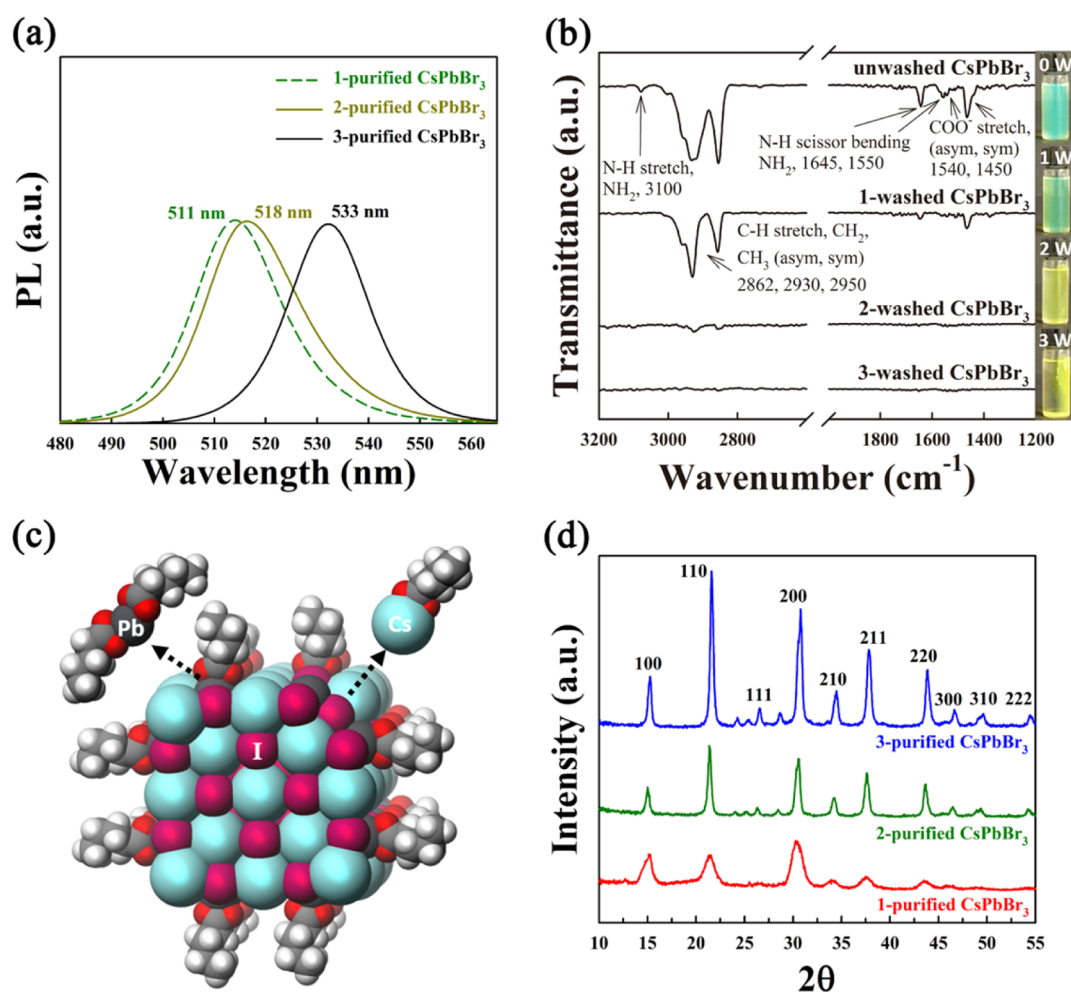 (a)
1-purified CsPbBr₃
2-purified CsPbBr₃
3-purified CsPbBr₃
511 nm
518 nm
533 nm
PL (a.u.)
480 490 500 510 520 530 540 550 560
Wavelength (nm)
(b)
unwashed CsPbBr₃
N-H stretch,
NH₂, 3100
N-H scissor bending
NH₂, 1645, 1550
COO⁻ stretch,
(asym, sym)
1540, 1450
1-washed CsPbBr₃
C-H stretch, CH₂,
CH₃ (asym, sym)
2862, 2930, 2950
2-washed CsPbBr₃
3-washed CsPbBr₃
0 W
1 W
2 W
3 W
Transmittance (a.u.)
3200 3000 2800 1800 1600 1400 1200
Wavenumber (cm⁻¹)
(c)
Pb
Cs
I
(d)
100
110
111
200
210
211
220
300
310
222
3-purified CsPbBr₃
2-purified CsPbBr₃
1-purified CsPbBr₃
Intensity (a.u.)
10 15 20 25 30 35 40 45 50 55
2θ